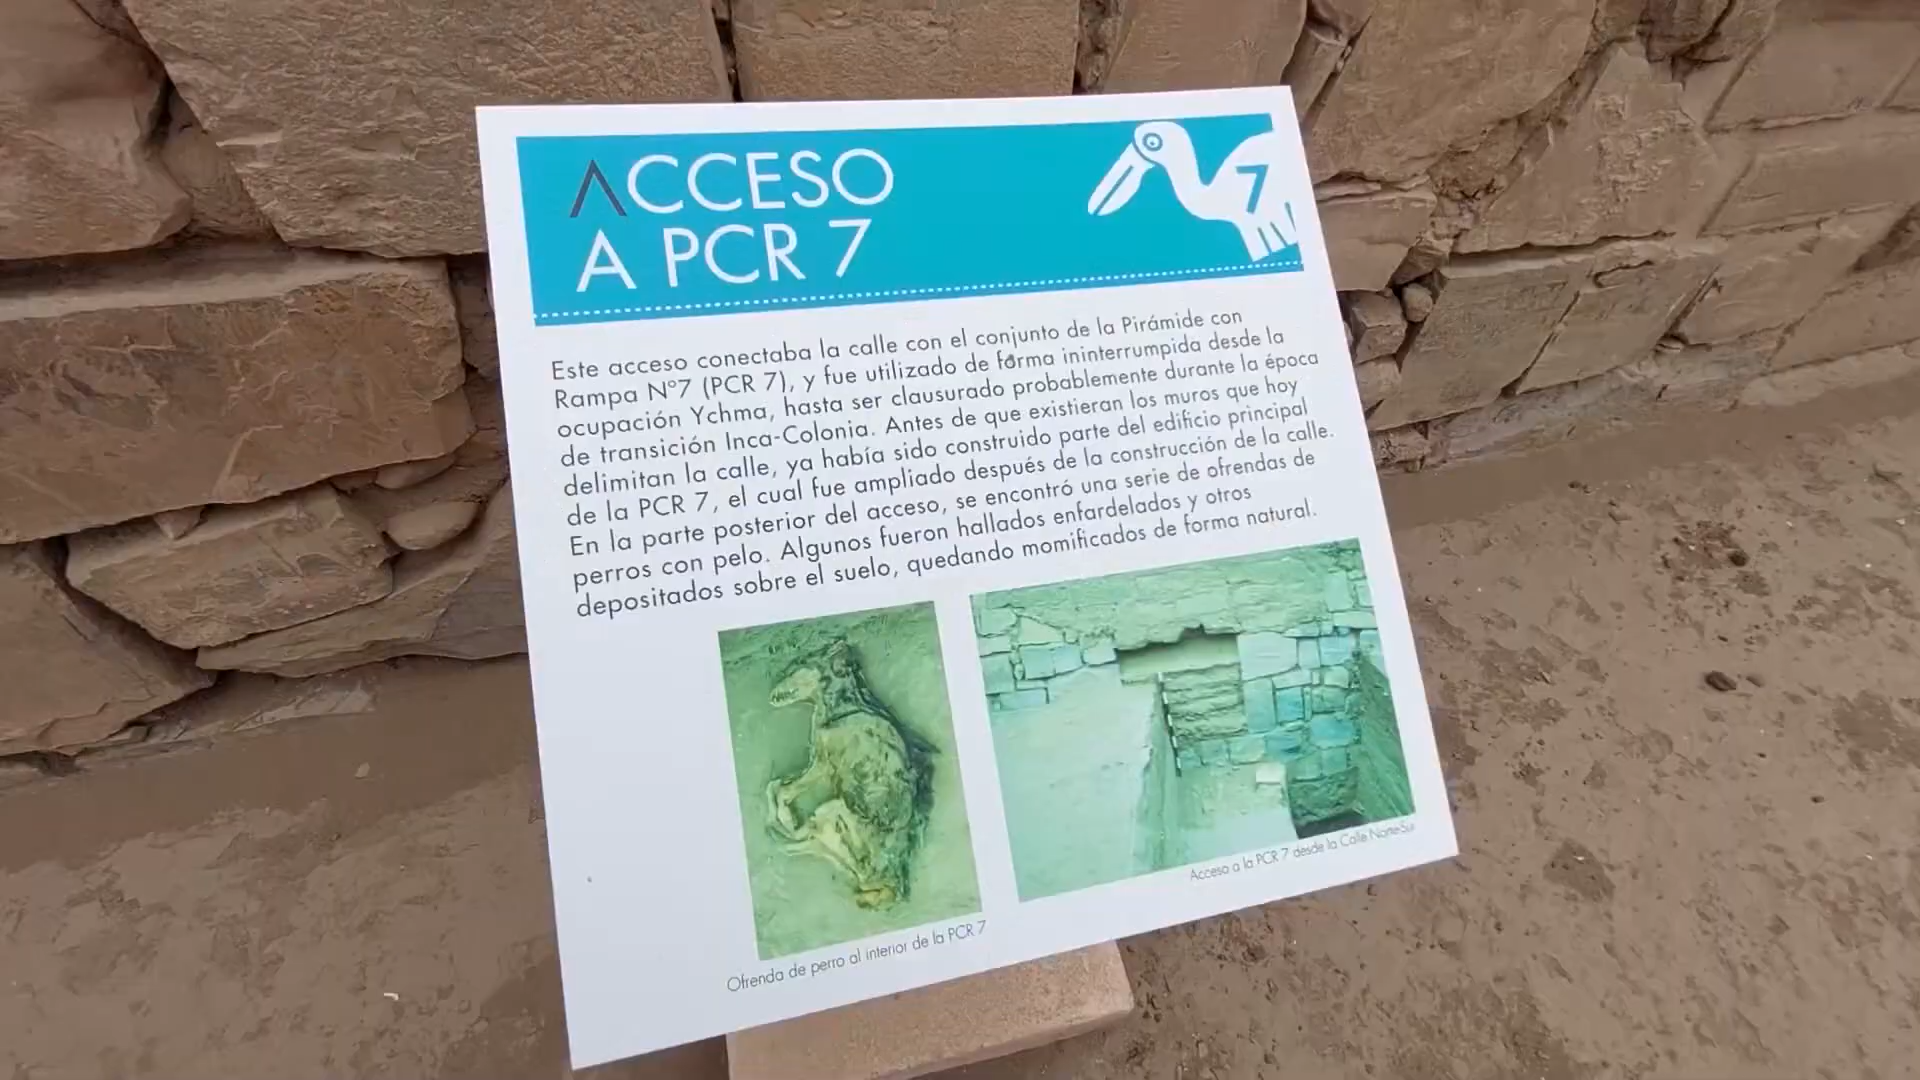 ACCESO
A PCR 7
7
Este acceso conectaba la calle con el conjunto de la Pirámide con
Rampa Nº7 (PCR 7), y fue utilizado de forma ininterrumpida desde la
ocupación Ychma, hasta ser clausurado probablemente durante la época
de transición Inca-Colonia. Antes de que existieran los muros que hoy
delimitan la calle, ya había sido construido parte del edificio principal
de la PCR 7, el cual fue ampliado después de la construcción de la calle.
En la parte posterior del acceso, se encontró una serie de ofrendas de
perros con pelo. Algunos fueron hallados enfardelados y otros
depositados sobre el suelo, quedando momificados de forma natural.
Acceso a la PCR 7 desde la Calle Norte-Sur
Ofrenda de perro al interior de la PCR 7